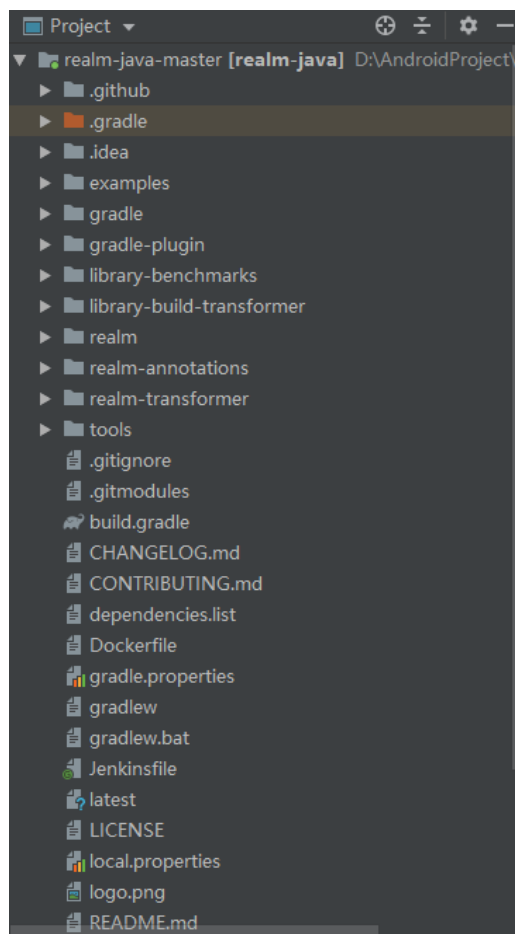 Project
realm-java-master [realm-java] D:\AndroidProject\
.github
.gradle
.idea
examples
gradle
gradle-plugin
library-benchmarks
library-build-transformer
realm
realm-annotations
realm-transformer
tools
.gitignore
.gitmodules
build.gradle
CHANGELOG.md
CONTRIBUTING.md
dependencies.list
Dockerfile
gradle.properties
gradlew
gradlew.bat
Jenkinsfile
latest
LICENSE
local.properties
logo.png
README.md